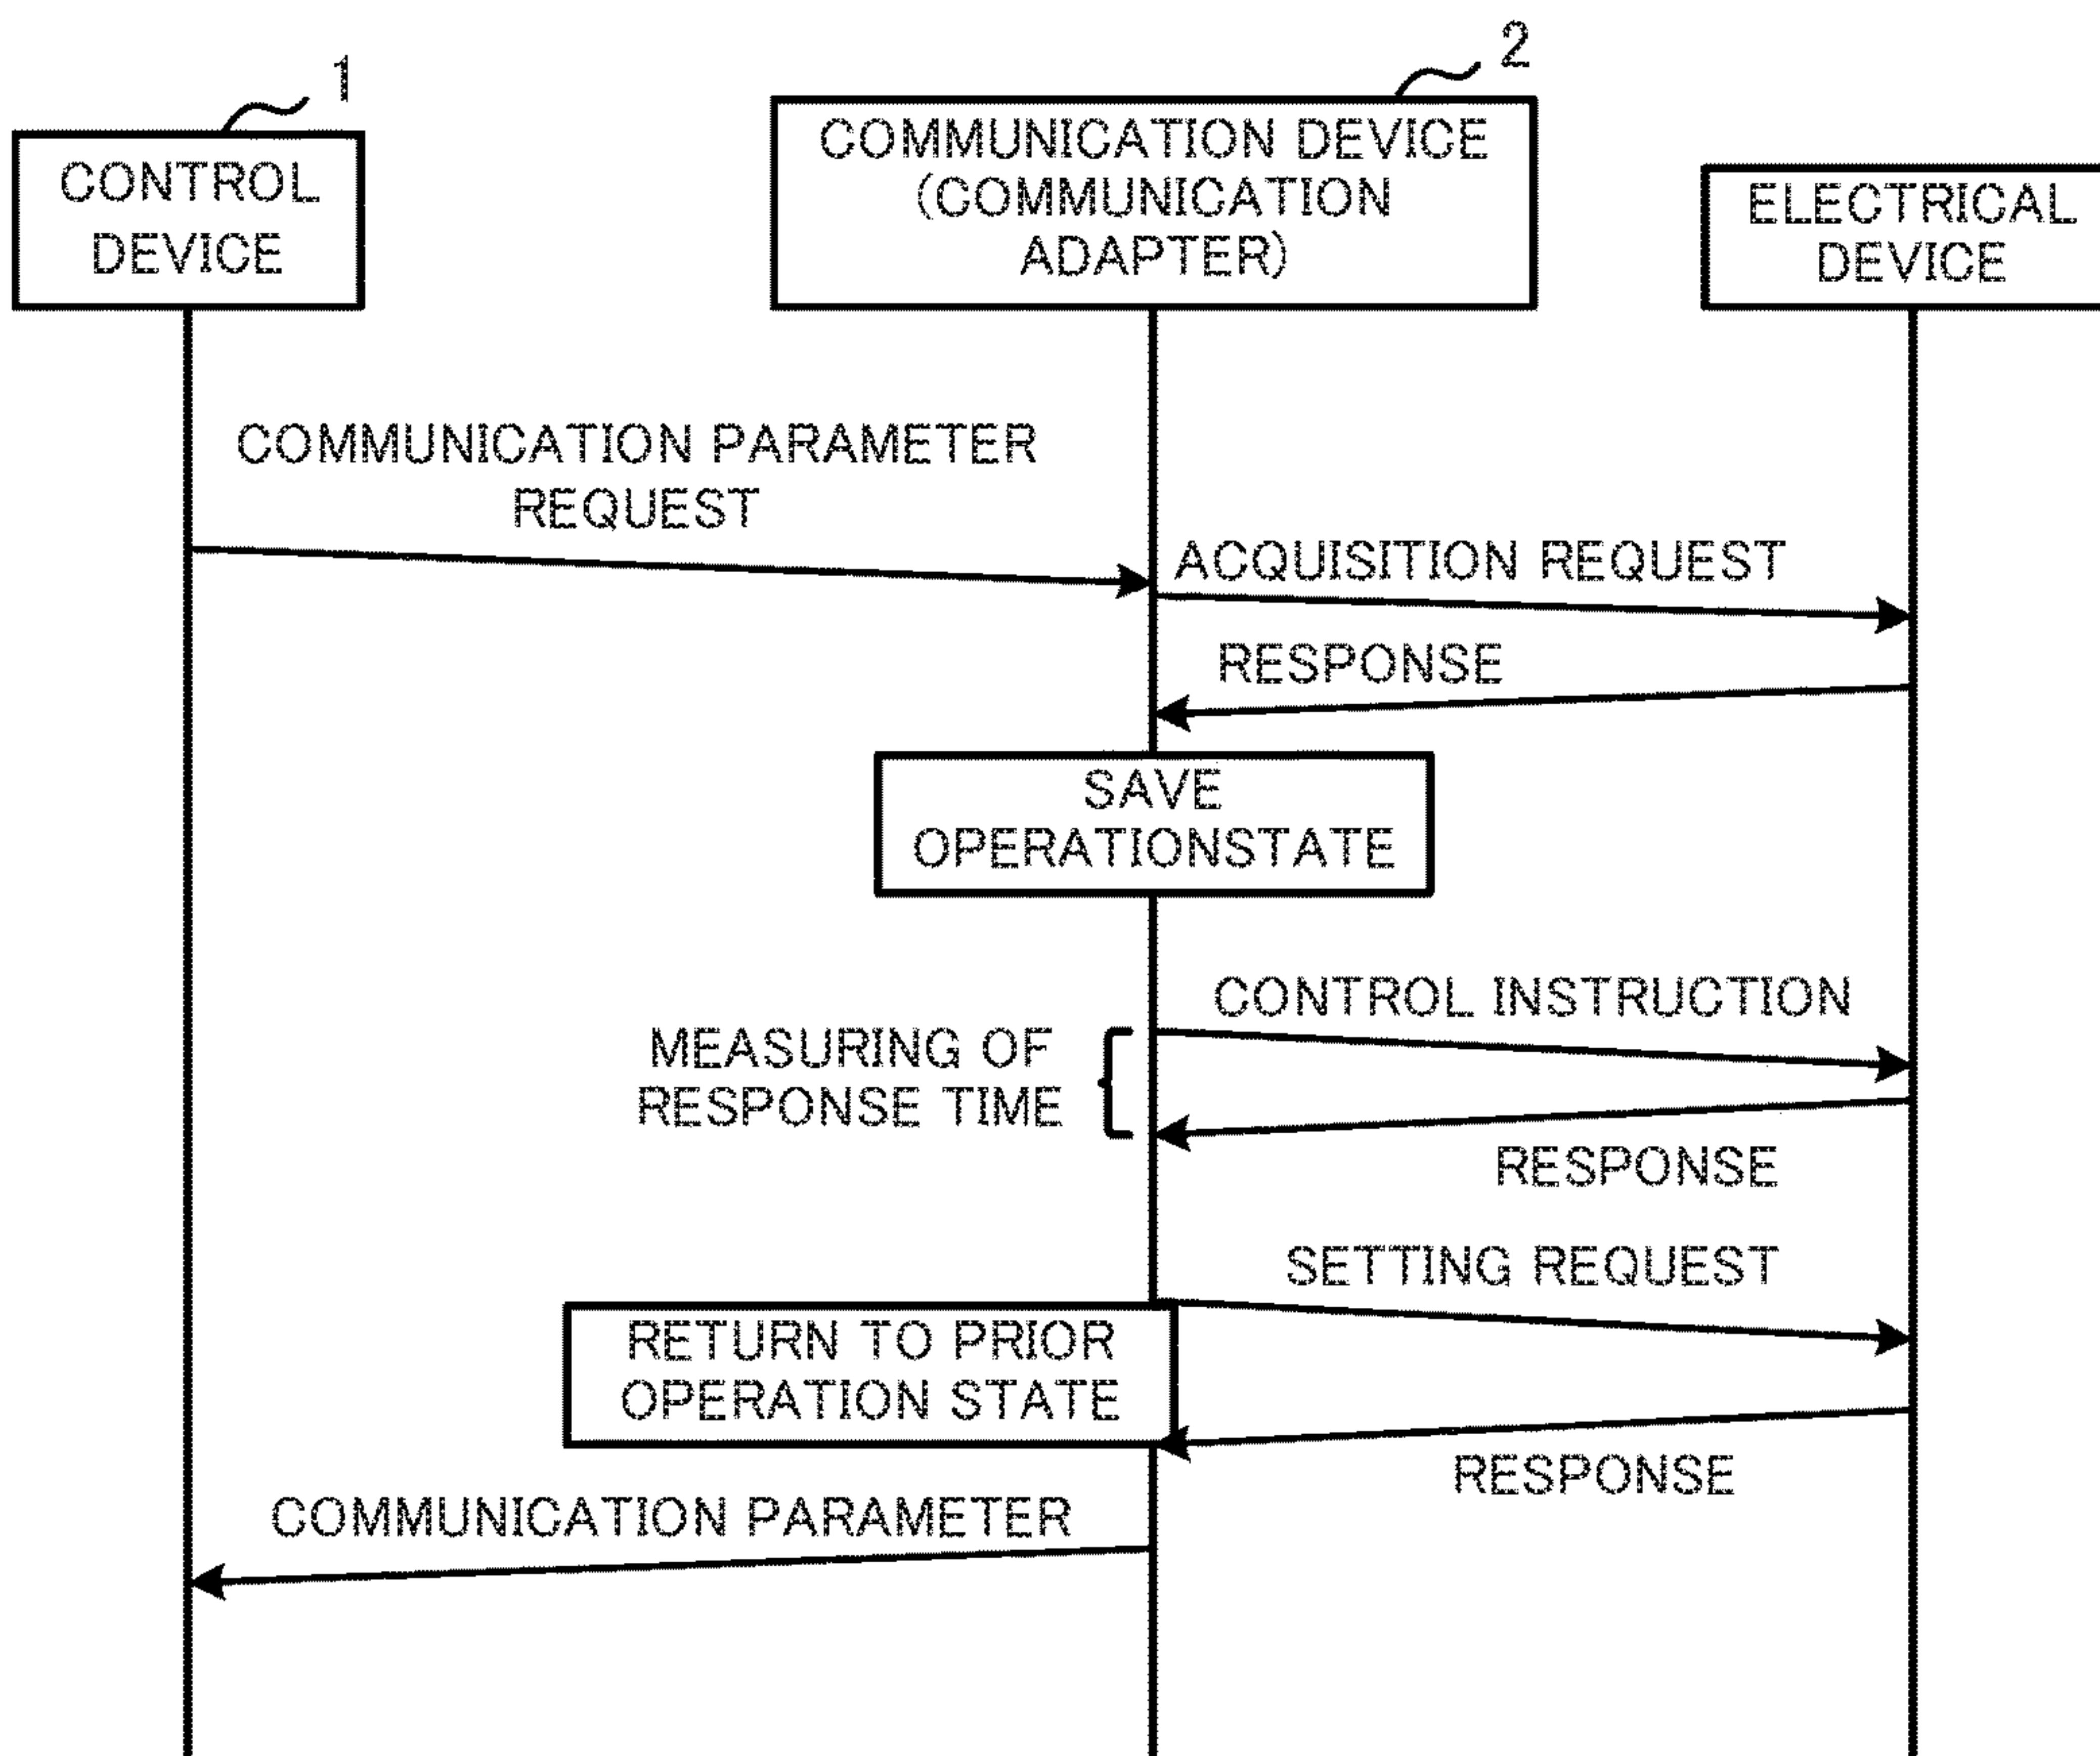 1
2
CONTROL
DEVICE
COMMUNICATION DEVICE
(COMMUNICATION
ADAPTER)
ELECTRICAL
DEVICE
COMMUNICATION PARAMETER
REQUEST
ACQUISITION REQUEST
RESPONSE
SAVE
OPERATIONSTATE
CONTROL INSTRUCTION
MEASURING OF
RESPONSE TIME
RESPONSE
SETTING REQUEST
RETURN TO PRIOR
OPERATION STATE
RESPONSE
COMMUNICATION PARAMETER